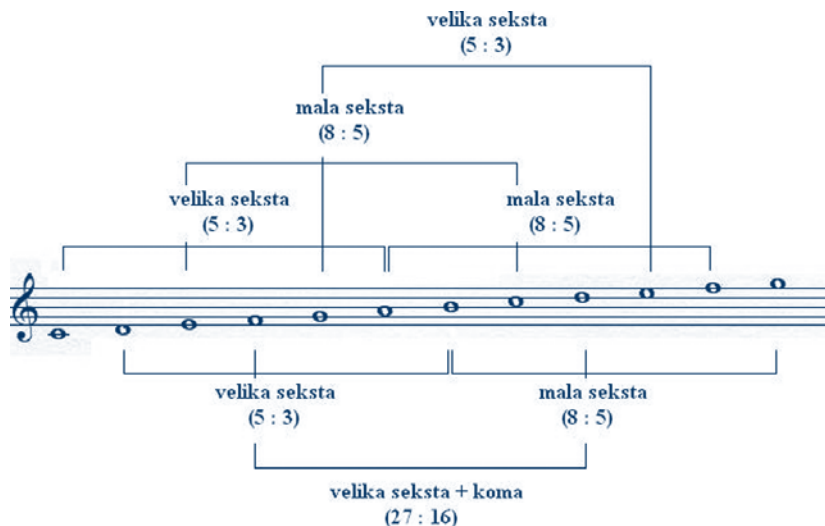 velika seksta
(5 : 3)
mala seksta
(8 : 5)
velika seksta
(5 : 3)
mala seksta
(8 : 5)
velika seksta
(5 : 3)
mala seksta
(8 : 5)
velika seksta + koma
(27 : 16)